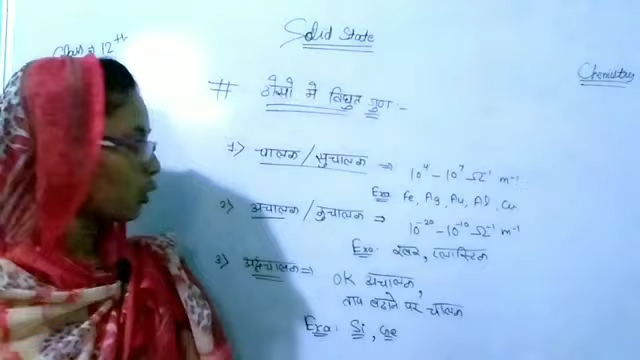 Solid State
Class → 12th
Chemistry
# ठोसो मे विद्युत गुण :-
1) चालक / सुचालक ⇒ 10⁴ - 10⁷ Ω⁻¹ m⁻¹
Exa Fe, Ag, Au, Al, Cu
2) अचालक / कुचालक ⇒ 10⁻²⁰ - 10⁻¹⁰ Ω⁻¹ m⁻¹
Exa: रबर, प्लास्टिक
3) अर्द्धचालक ⇒ 0K अचालक,
ताप बढ़ाने पर चालक
Exa: Si, Ge